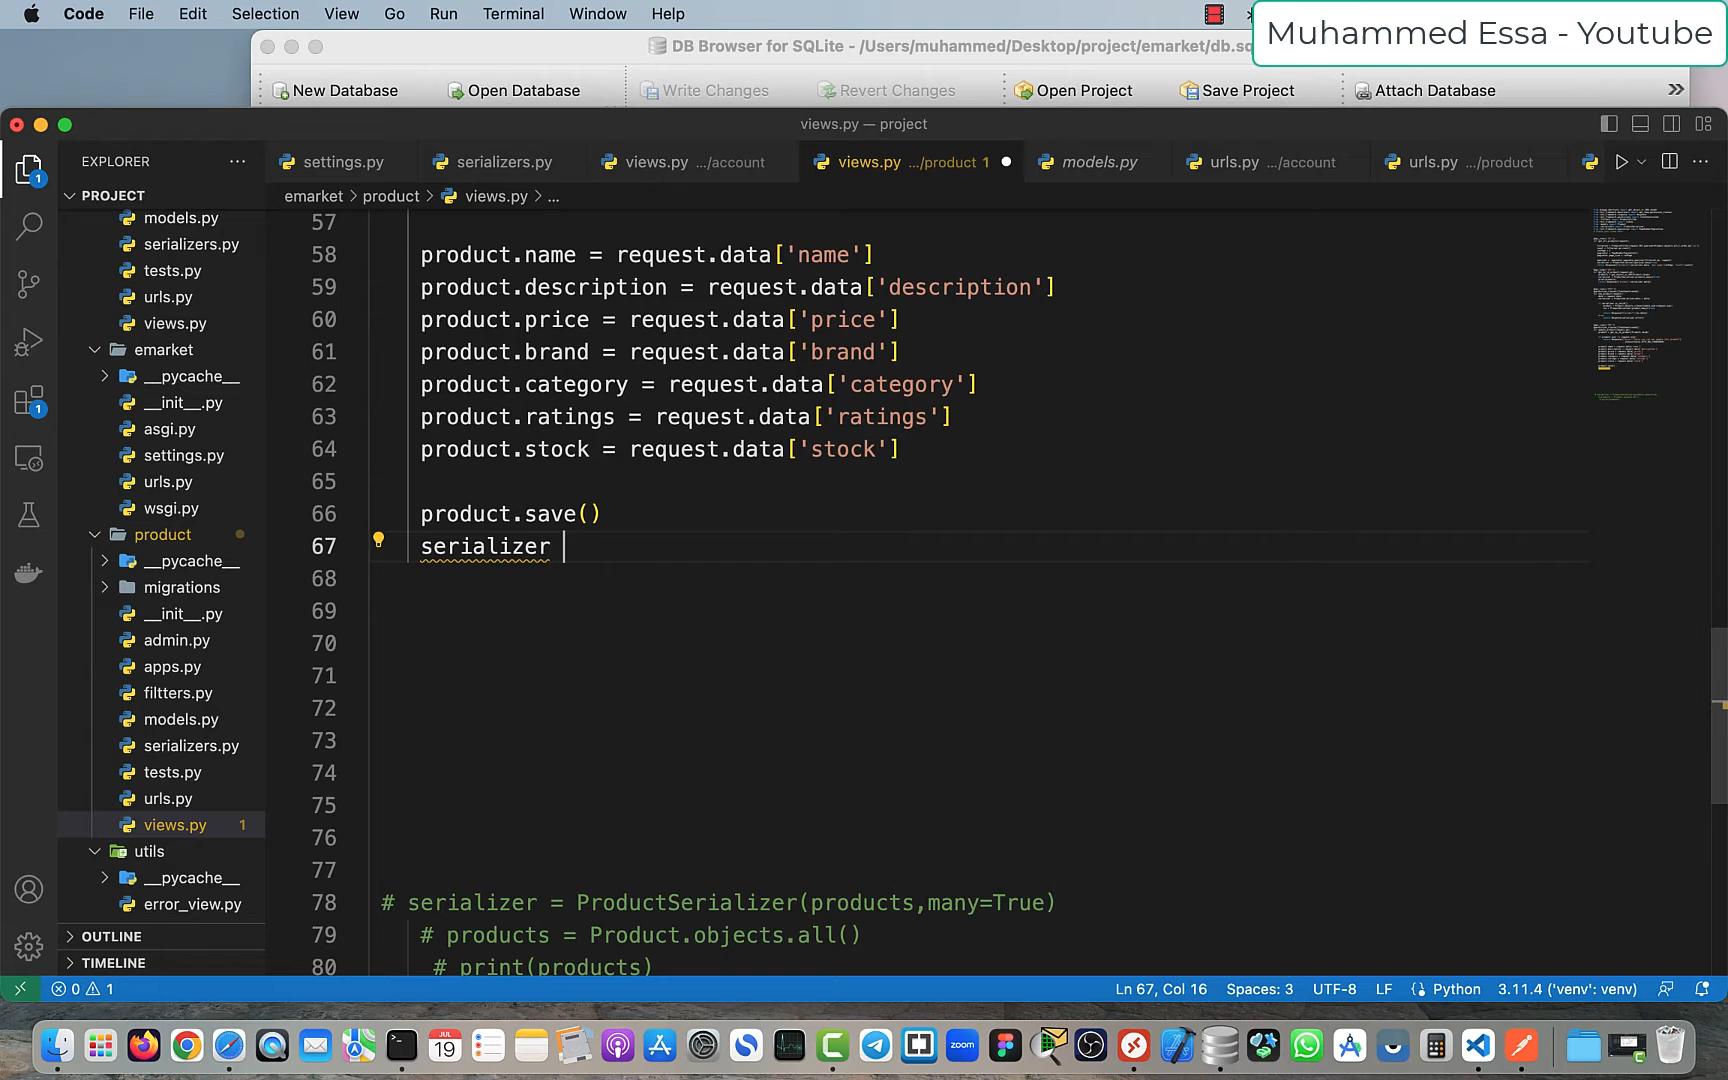 Code File Edit Selection View Go Run Terminal Window Help
Muhammed Essa - Youtube
DB Browser for SQLite - /Users/muhammed/Desktop/project/emarket/db.sq
New Database Open Database Write Changes Revert Changes Open Project Save Project Attach Database »
views.py — project
EXPLORER ···
settings.py serializers.py views.py .../account views.py .../product 1 models.py urls.py .../account urls.py .../product
PROJECT
emarket > product > views.py > ...
models.py
serializers.py
tests.py
urls.py
views.py
emarket
__pycache__
__init__.py
asgi.py
settings.py
urls.py
wsgi.py
product
__pycache__
migrations
__init__.py
admin.py
apps.py
filtters.py
models.py
serializers.py
tests.py
urls.py
views.py 1
utils
__pycache__
error_view.py
OUTLINE
TIMELINE
1
1
57
58 product.name = request.data['name']
59 product.description = request.data['description']
60 product.price = request.data['price']
61 product.brand = request.data['brand']
62 product.category = request.data['category']
63 product.ratings = request.data['ratings']
64 product.stock = request.data['stock']
65
66 product.save()
67 serializer
68
69
70
71
72
73
74
75
76
77
78 # serializer = ProductSerializer(products,many=True)
79 # products = Product.objects.all()
80 # print(products)
0 1 Ln 67, Col 16 Spaces: 3 UTF-8 LF Python 3.11.4 ('venv': venv)
JUL
19
zoom